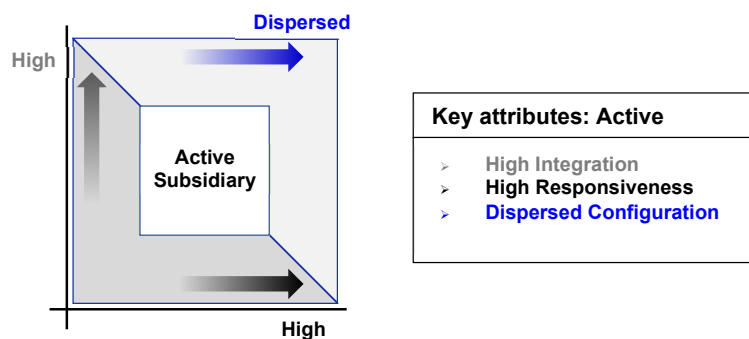 Dispersed
High
Active
Subsidiary
High
Key attributes: Active
High Integration
High Responsiveness
Dispersed Configuration